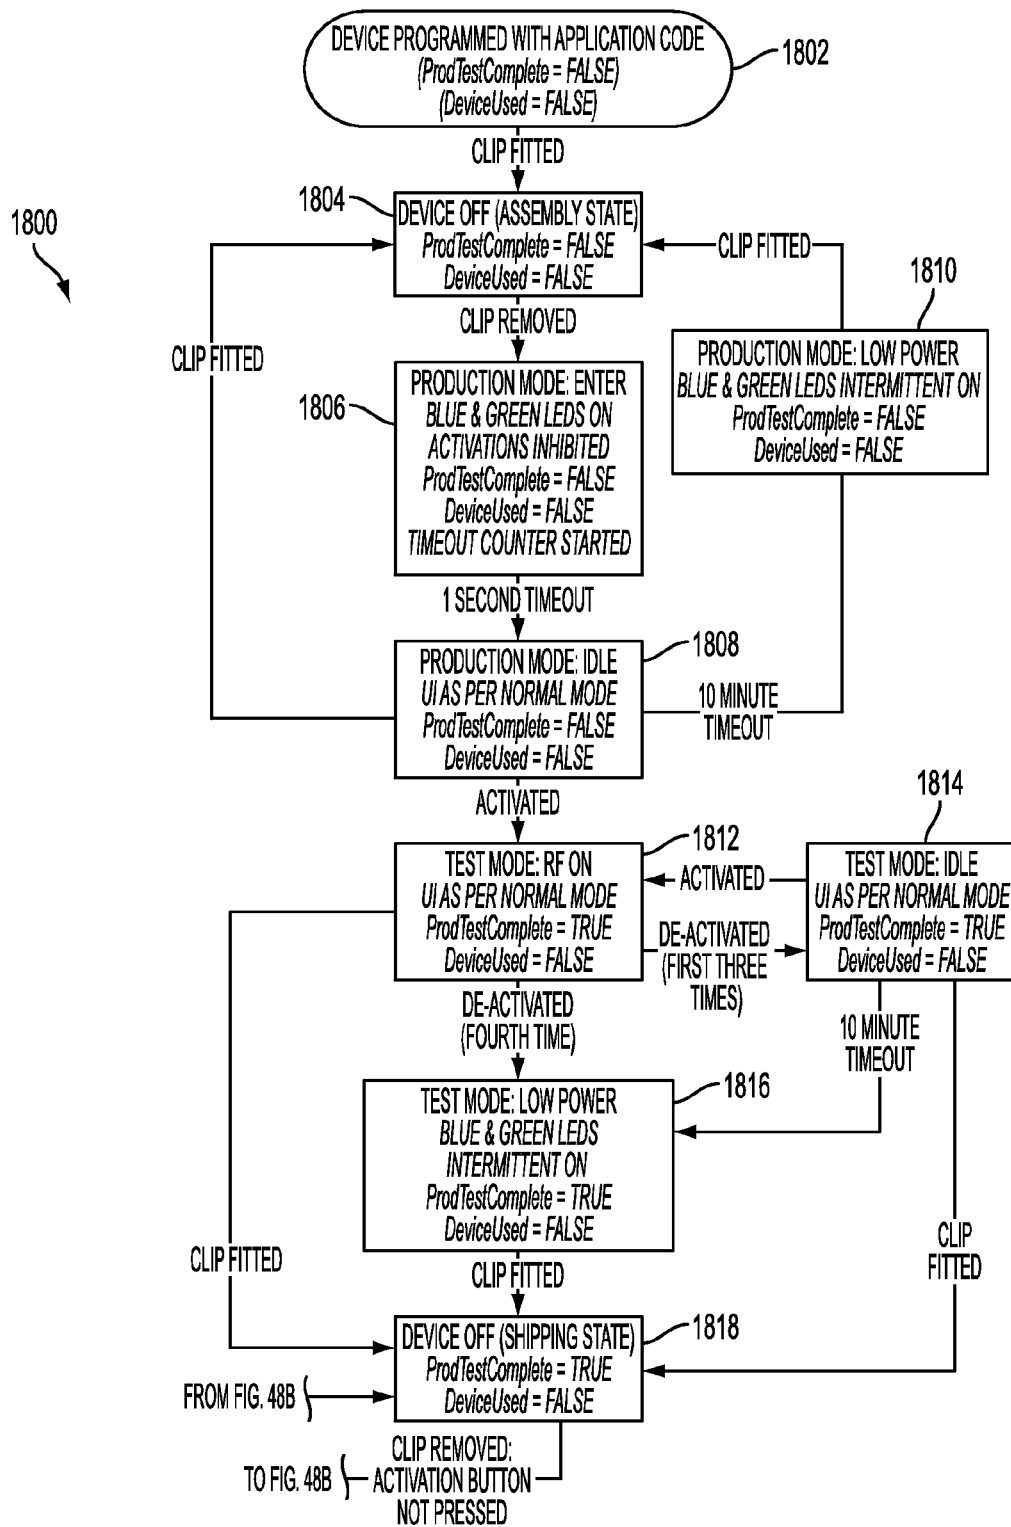 DEVICE PROGRAMMED WITH APPLICATION CODE
(ProdTestComplete = FALSE)
(DeviceUsed = FALSE)
1802
CLIP FITTED
1800
1804
DEVICE OFF (ASSEMBLY STATE)
ProdTestComplete = FALSE
DeviceUsed = FALSE
CLIP FITTED
1810
CLIP REMOVED
CLIP FITTED
PRODUCTION MODE: LOW POWER
BLUE & GREEN LEDS INTERMITTENT ON
ProdTestComplete = FALSE
DeviceUsed = FALSE
1806
PRODUCTION MODE: ENTER
BLUE & GREEN LEDS ON
ACTIVATIONS INHIBITED
ProdTestComplete = FALSE
DeviceUsed = FALSE
TIMEOUT COUNTER STARTED
1 SECOND TIMEOUT
1808
PRODUCTION MODE: IDLE
UI AS PER NORMAL MODE
ProdTestComplete = FALSE
DeviceUsed = FALSE
10 MINUTE
TIMEOUT
ACTIVATED
1812
1814
TEST MODE: RF ON
UI AS PER NORMAL MODE
ProdTestComplete = TRUE
DeviceUsed = FALSE
ACTIVATED
DE-ACTIVATED
(FIRST THREE
TIMES)
TEST MODE: IDLE
UI AS PER NORMAL MODE
ProdTestComplete = TRUE
DeviceUsed = FALSE
DE-ACTIVATED
(FOURTH TIME)
10 MINUTE
TIMEOUT
1816
TEST MODE: LOW POWER
BLUE & GREEN LEDS
INTERMITTENT ON
ProdTestComplete = TRUE
DeviceUsed = FALSE
CLIP FITTED
CLIP FITTED
CLIP
FITTED
1818
DEVICE OFF (SHIPPING STATE)
ProdTestComplete = TRUE
DeviceUsed = FALSE
FROM FIG. 48B
TO FIG. 48B
CLIP REMOVED:
ACTIVATION BUTTON
NOT PRESSED